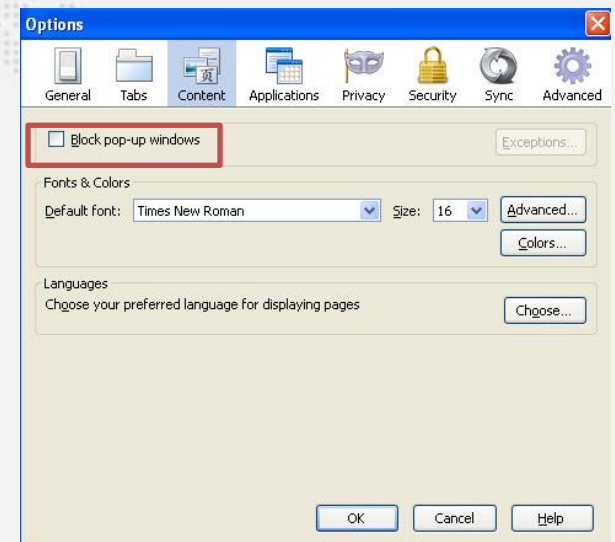 Options
General Tabs Content Applications Privacy Security Sync Advanced
Block pop-up windows Exceptions...
Fonts & Colors
Default font: Times New Roman Size: 16 Advanced...
Colors...
Languages
Choose your preferred language for displaying pages Choose...
OK Cancel Help